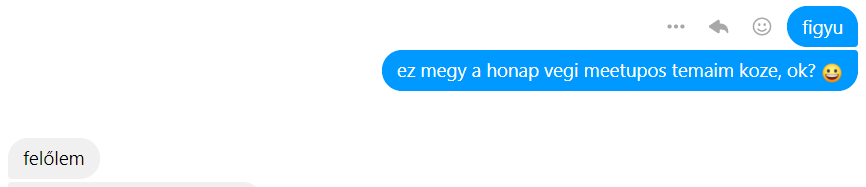 figyu
ez megy a honap vegi meetupos temaim koze, ok? 😀
felőlem